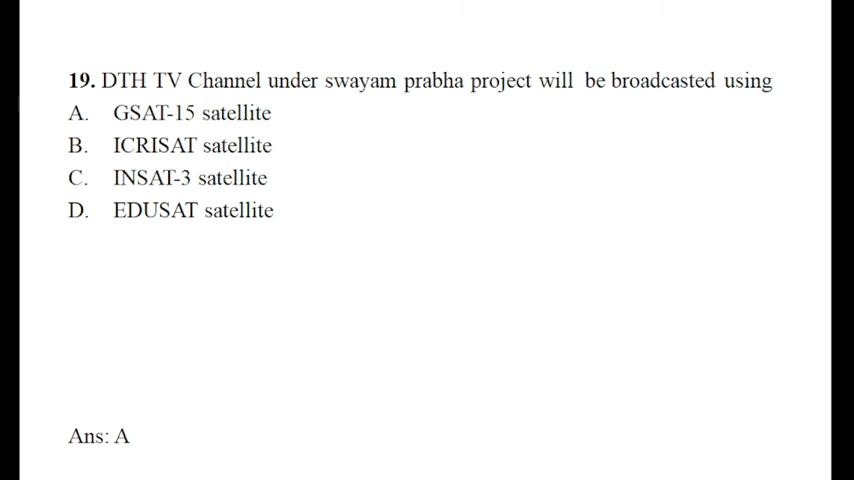 19. DTH TV Channel under swayam prabha project will be broadcasted using
A. GSAT-15 satellite
B. ICRISAT satellite
C. INSAT-3 satellite
D. EDUSAT satellite
Ans: A